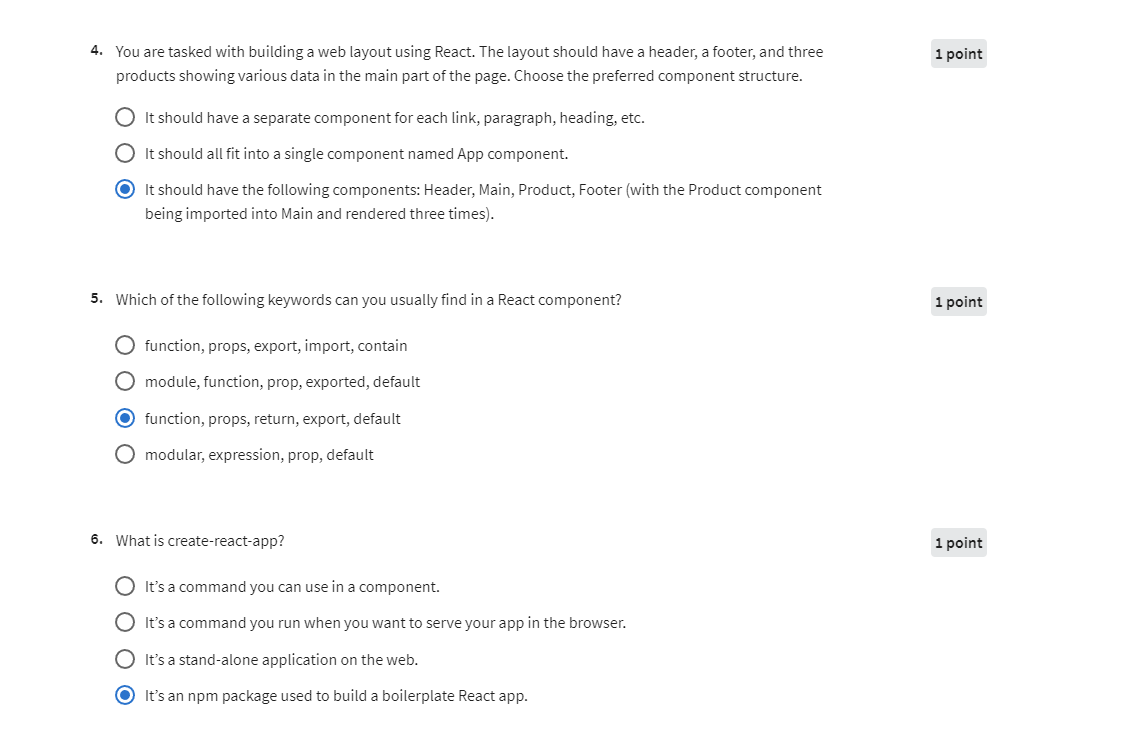 4. You are tasked with building a web layout using React. The layout should have a header, a footer, and three
1 point
products showing various data in the main part of the page. Choose the preferred component structure.
It should have a separate component for each link, paragraph, heading, etc.
It should all fit into a single component named App component.
It should have the following components: Header, Main, Product, Footer (with the Product component
being imported into Main and rendered three times).
5. Which of the following keywords can you usually find in a React component?
1 point
function, props, export, import, contain
module, function, prop, exported, default
function, props, return, export, default
modular, expression, prop, default
6. What is create-react-app?
1 point
It’s a command you can use in a component.
It’s a command you run when you want to serve your app in the browser.
It’s a stand-alone application on the web.
It’s an npm package used to build a boilerplate React app.